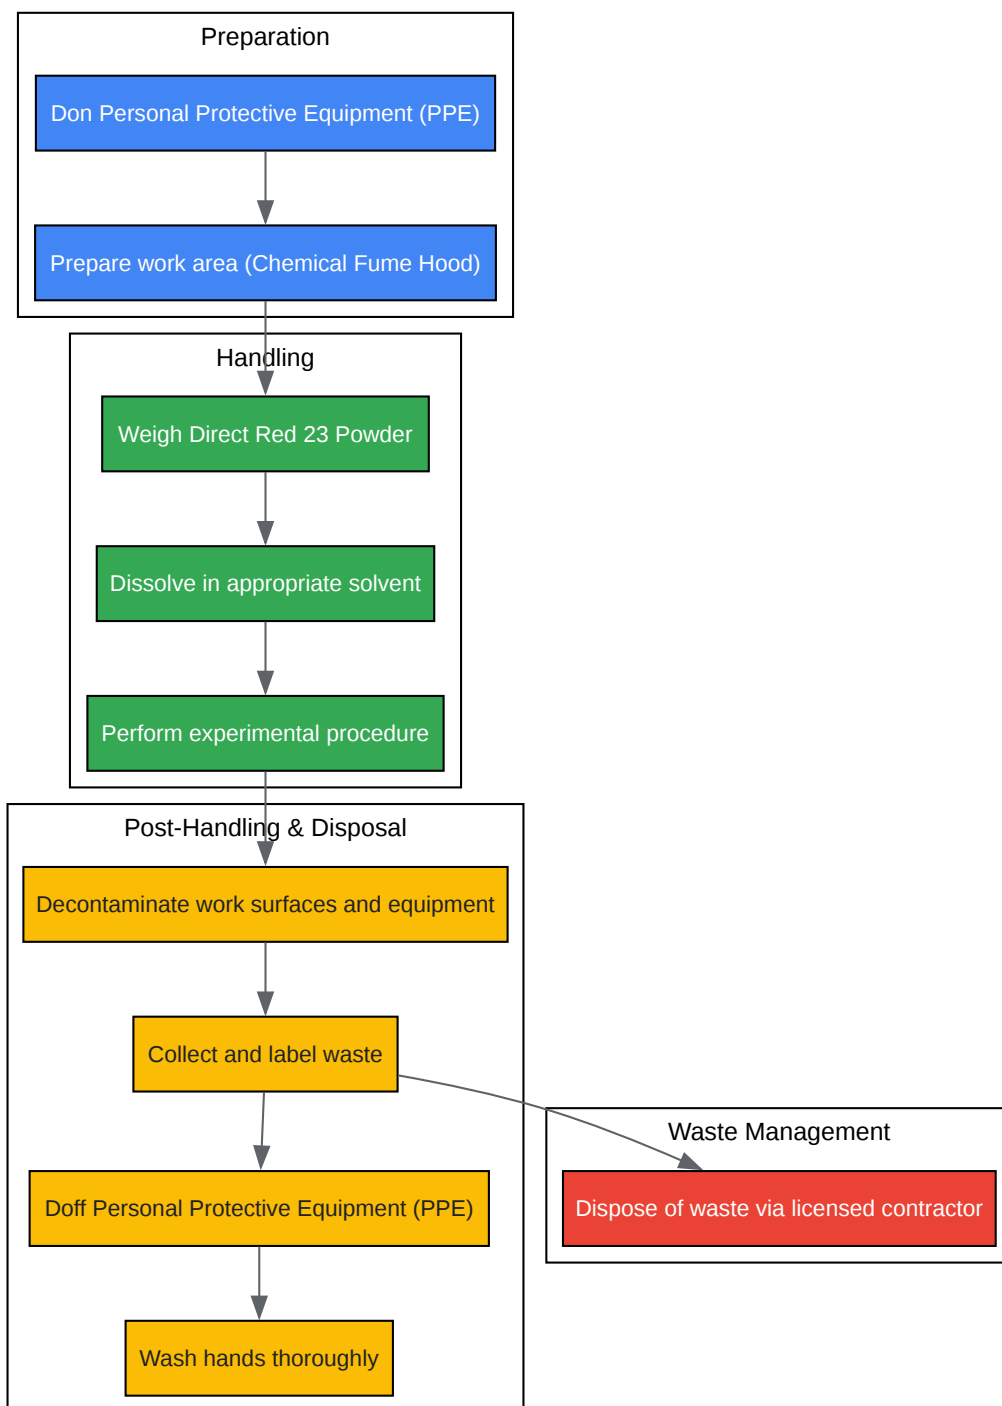 Preparation
Don Personal Protective Equipment (PPE)
Prepare work area (Chemical Fume Hood)
Handling
Weigh Direct Red 23 Powder
Dissolve in appropriate solvent
Perform experimental procedure
Post-Handling & Disposal
Decontaminate work surfaces and equipment
Collect and label waste
Waste Management
Doff Personal Protective Equipment (PPE)
Dispose of waste via licensed contractor
Wash hands thoroughly